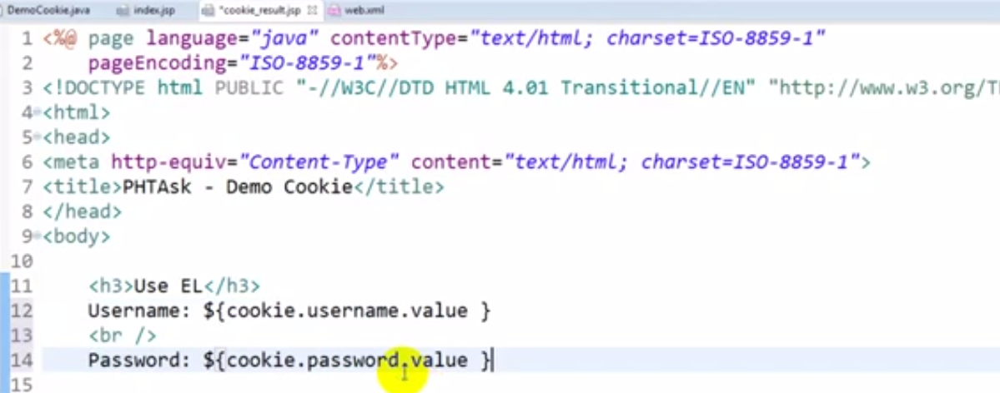 DemoCookie.java index.jsp *cookie_result.jsp web.xml
1 <%@ page language="java" contentType="text/html; charset=ISO-8859-1"
2 pageEncoding="ISO-8859-1"%>
3 <!DOCTYPE html PUBLIC "-//W3C//DTD HTML 4.01 Transitional//EN" "http://www.w3.org/T
4 <html>
5 <head>
6 <meta http-equiv="Content-Type" content="text/html; charset=ISO-8859-1">
7 <title>PHTAsk - Demo Cookie</title>
8 </head>
9 <body>
10
11 <h3>Use EL</h3>
12 Username: ${cookie.username.value }
13 <br />
14 Password: ${cookie.password.value }
15